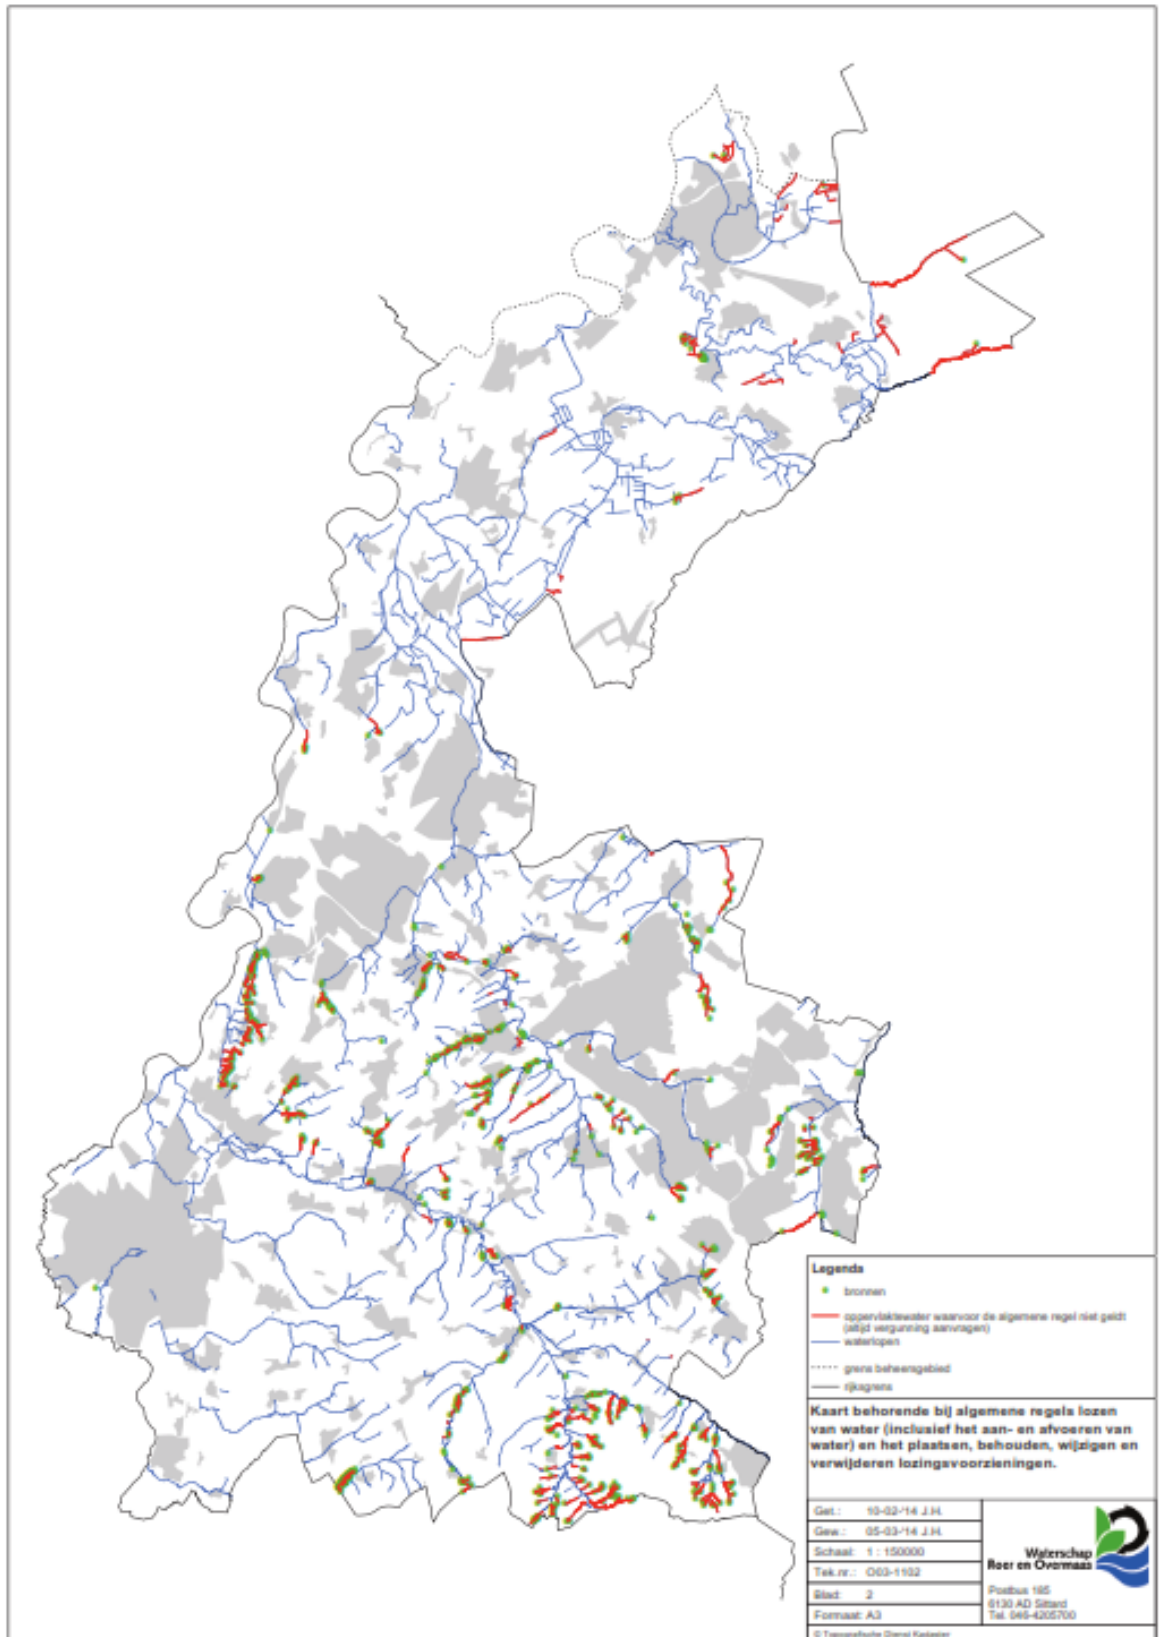 Legenda
bronnen
oppervlaktewater waarvoor de algemene regel niet geldt
(altijd vergunning aanvragen)
waterlopen
grens beheersgebied
rijksgrens
Kaart behorende bij algemene regels lozen
van water (inclusief het aan- en afvoeren van
water) en het plaatsen, behouden, wijzigen en
verwijderen lozingsvoorzieningen.
Get.: 10-02-'14 J.H.
Gew.: 05-03-'14 J.H.
Schaal: 1 : 150000
Tek.nr.: O03-1102
Blad: 2
Formaat: A3
Waterschap
Roer en Overmaas
Postbus 185
6130 AD Sittard
Tel. 046-4205700
© Topografische Dienst Kadaster